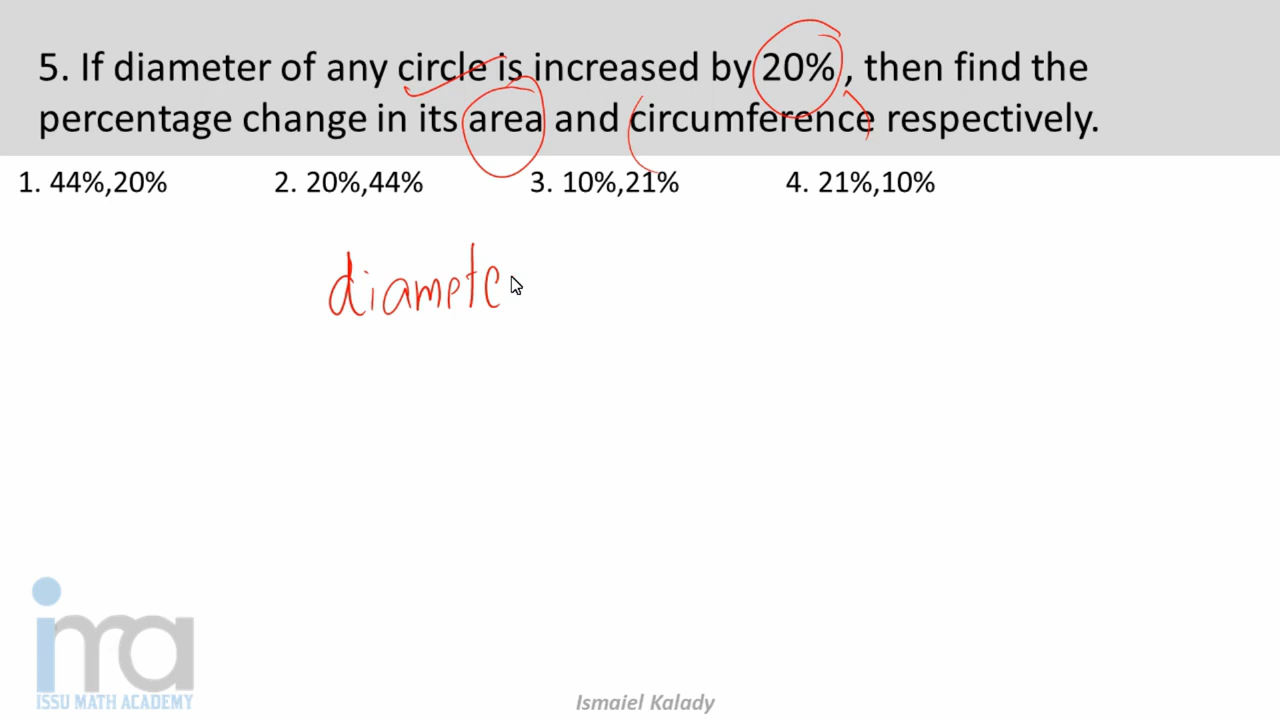 5. If diameter of any circle is increased by 20%, then find the
percentage change in its area and circumference respectively.
1. 44%,20% 2. 20%,44% 3. 10%,21% 4. 21%,10%
diamete
ima
ISSU MATH ACADEMY
Ismaiel Kalady